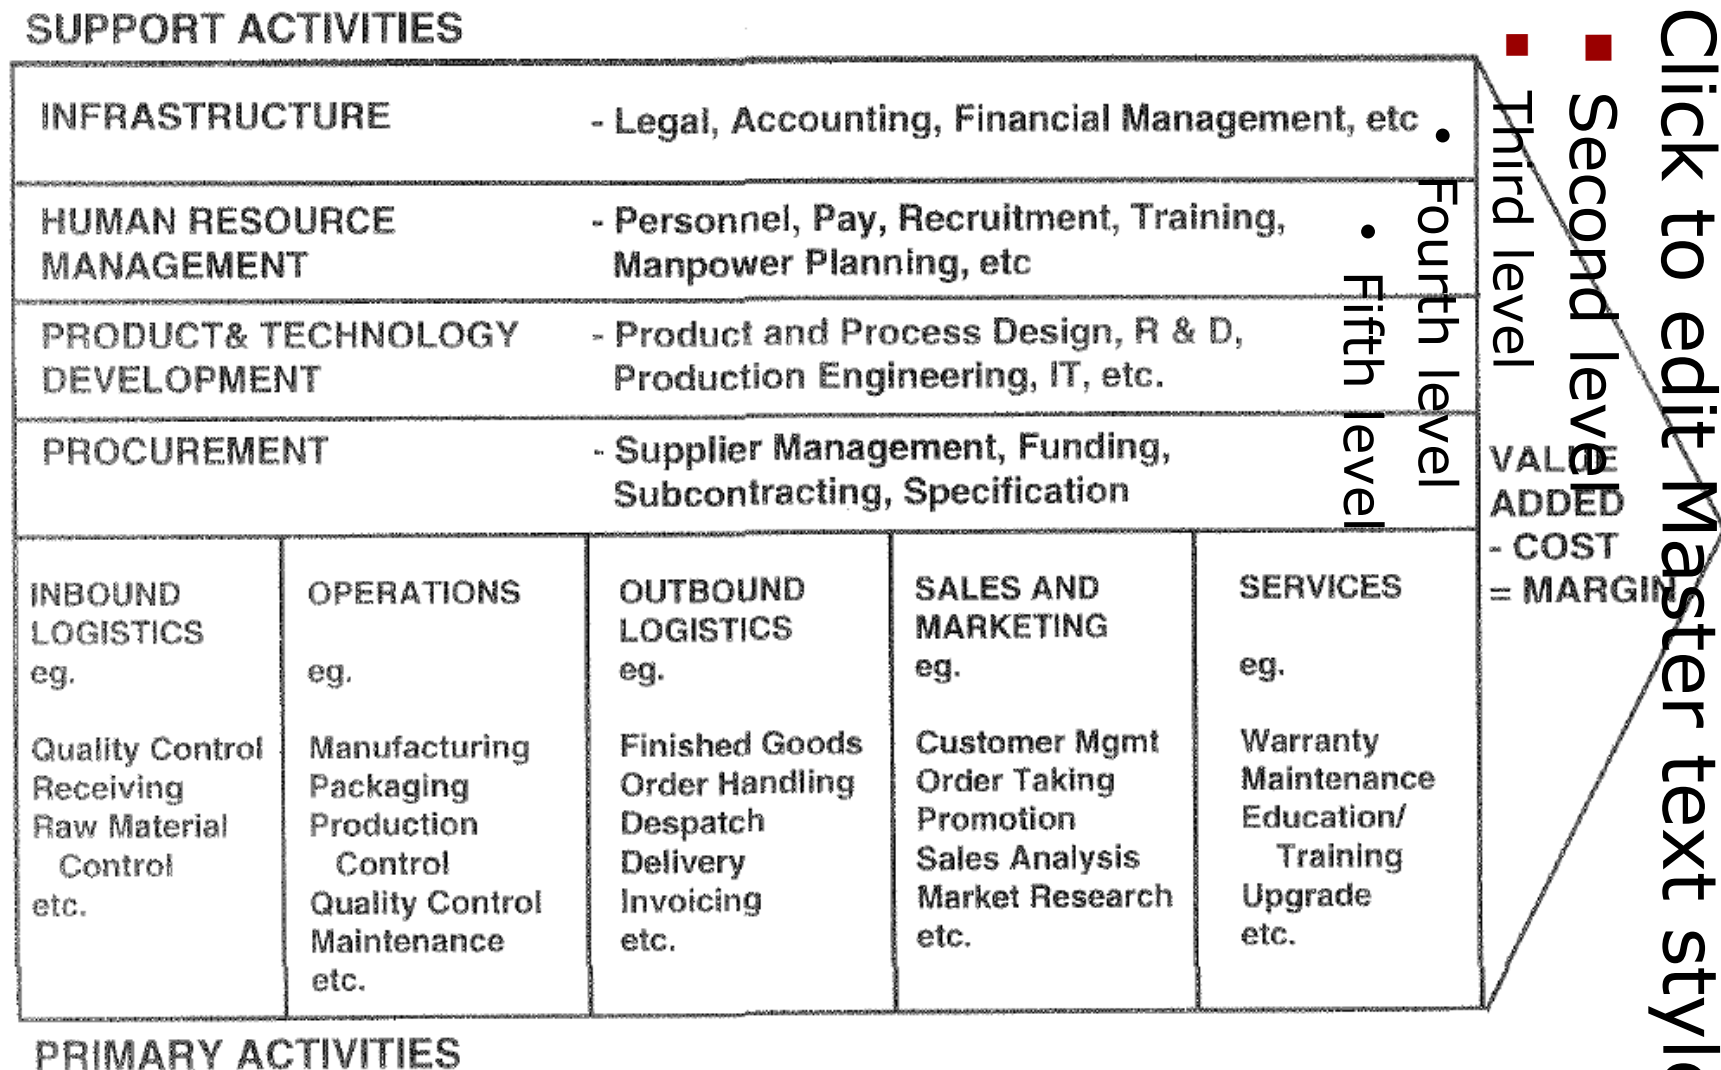 SUPPORT ACTIVITIES
INFRASTRUCTURE - Legal, Accounting, Financial Management, etc
HUMAN RESOURCE - Personnel, Pay, Recruitment, Training,
MANAGEMENT Manpower Planning, etc
PRODUCT& TECHNOLOGY - Product and Process Design, R & D,
DEVELOPMENT Production Engineering, IT, etc.
PROCUREMENT - Supplier Management, Funding,
Subcontracting, Specification
VALUE
ADDED
- COST
= MARGIN
INBOUND
LOGISTICS
eg.
Quality Control
Receiving
Raw Material
Control
etc.
OPERATIONS
eg.
Manufacturing
Packaging
Production
Control
Quality Control
Maintenance
etc.
OUTBOUND
LOGISTICS
eg.
Finished Goods
Order Handling
Despatch
Delivery
Invoicing
etc.
SALES AND
MARKETING
eg.
Customer Mgmt
Order Taking
Promotion
Sales Analysis
Market Research
etc.
SERVICES
eg.
Warranty
Maintenance
Education/
Training
Upgrade
etc.
PRIMARY ACTIVITIES
Click to edit Master text style
■ Second level
■ Third level
• Fourth level
• Fifth level